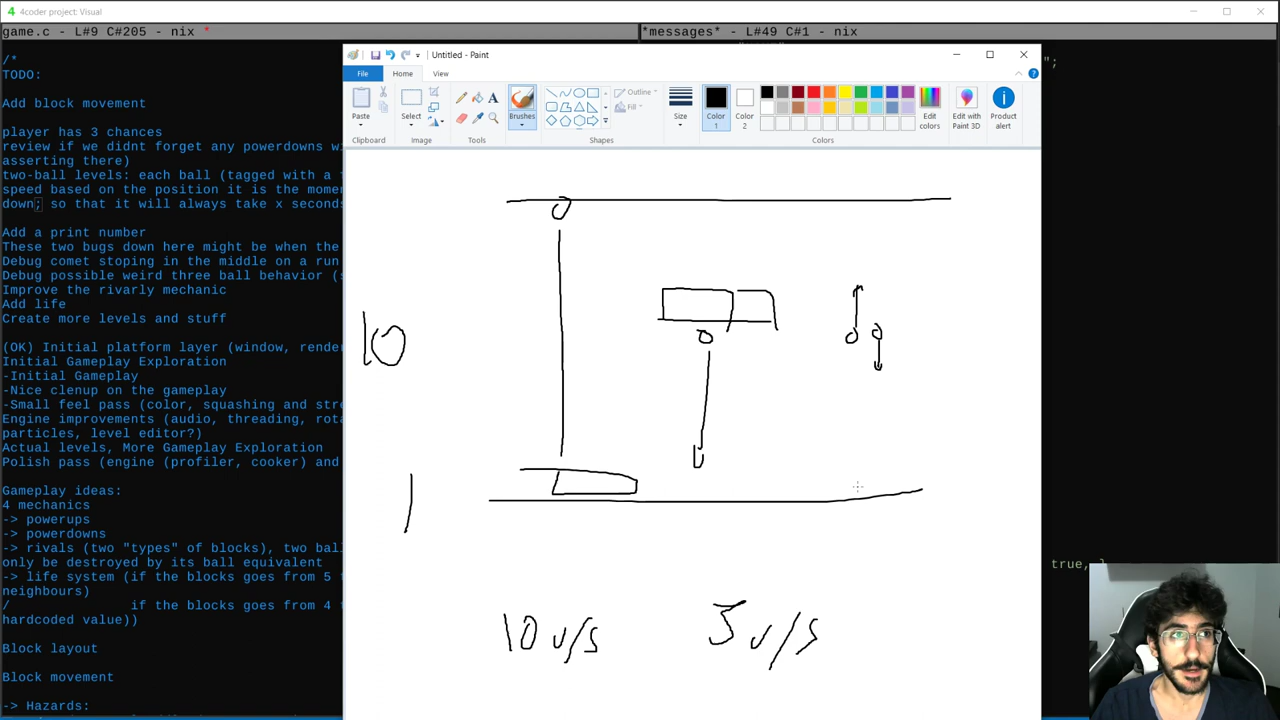 4coder project: Visual
game.c - L#9 C#205 - nix *
*messages* - L#49 C#1 - nix
/*
TODO:
Add block movement
player has 3 chances
review if we didnt forget any powerdowns wi
asserting there)
two-ball levels: each ball (tagged with a t
speed based on the position it is the mome
down; so that it will always take x seconds
Add a print number
These two bugs down here might be when the
Debug comet stoping in the middle on a run
Debug possible weird three ball behavior (s
Improve the rivarly mechanic
Add life
Create more levels and stuff
(OK) Initial platform layer (window, render
Initial Gameplay Exploration
-Initial Gameplay
-Nice clenup on the gameplay
-Small feel pass (color, squashing and stre
Engine improvements (audio, threading, rota
particles, level editor?)
Actual levels, More Gameplay Exploration
Polish pass (engine (profiler, cooker) and
Gameplay ideas:
4 mechanics
-> powerups
-> powerdowns
-> rivals (two "types" of blocks), two ball
only be destroyed by its ball equivalent
-> life system (if the blocks goes from 5 t
neighbours)
/ if the blocks goes from 4 t
hardcoded value))
Block layout
Block movement
-> Hazards:
";
true, }
Untitled - Paint
File
Home
View
Paste
Select
Brushes
Outline
Fill
Size
Color
1
Color
2
Edit
colors
Edit with
Paint 3D
Product
alert
Clipboard
Image
Tools
Shapes
Colors
10
1
10 u/s
5 u/s